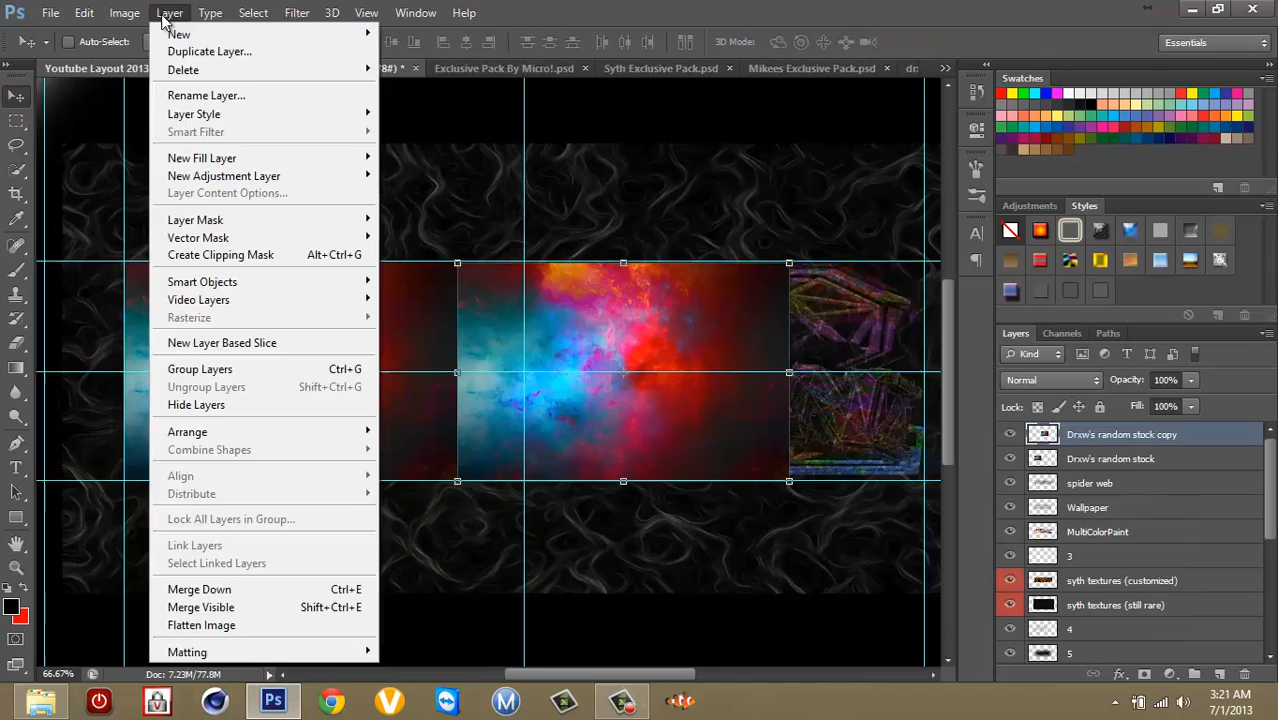 Ps File Edit Image Layer Type Select Filter 3D View Window Help
Auto-Select: 3D Mode: Essentials
Youtube Layout 2013 78#) * × Exclusive Pack By Micro!.psd × Syth Exclusive Pack.psd × Mikees Exclusive Pack.psd ×
New
Duplicate Layer...
Delete
Rename Layer...
Layer Style
Smart Filter
New Fill Layer
New Adjustment Layer
Layer Content Options...
Layer Mask
Vector Mask
Create Clipping Mask Alt+Ctrl+G
Smart Objects
Video Layers
Rasterize
New Layer Based Slice
Group Layers Ctrl+G
Ungroup Layers Shift+Ctrl+G
Hide Layers
Arrange
Combine Shapes
Align
Distribute
Lock All Layers in Group...
Link Layers
Select Linked Layers
Merge Down Ctrl+E
Merge Visible Shift+Ctrl+E
Flatten Image
Matting
Swatches
Adjustments Styles
Layers Channels Paths
Kind
Normal Opacity: 100%
Lock: Fill: 100%
Drxw's random stock copy
Drxw's random stock
spider web
Wallpaper
MultiColorPaint
3
syth textures (customized)
syth textures (still rare)
4
5
66.67% Doc: 7.23M/77.8M
3:21 AM
7/1/2013